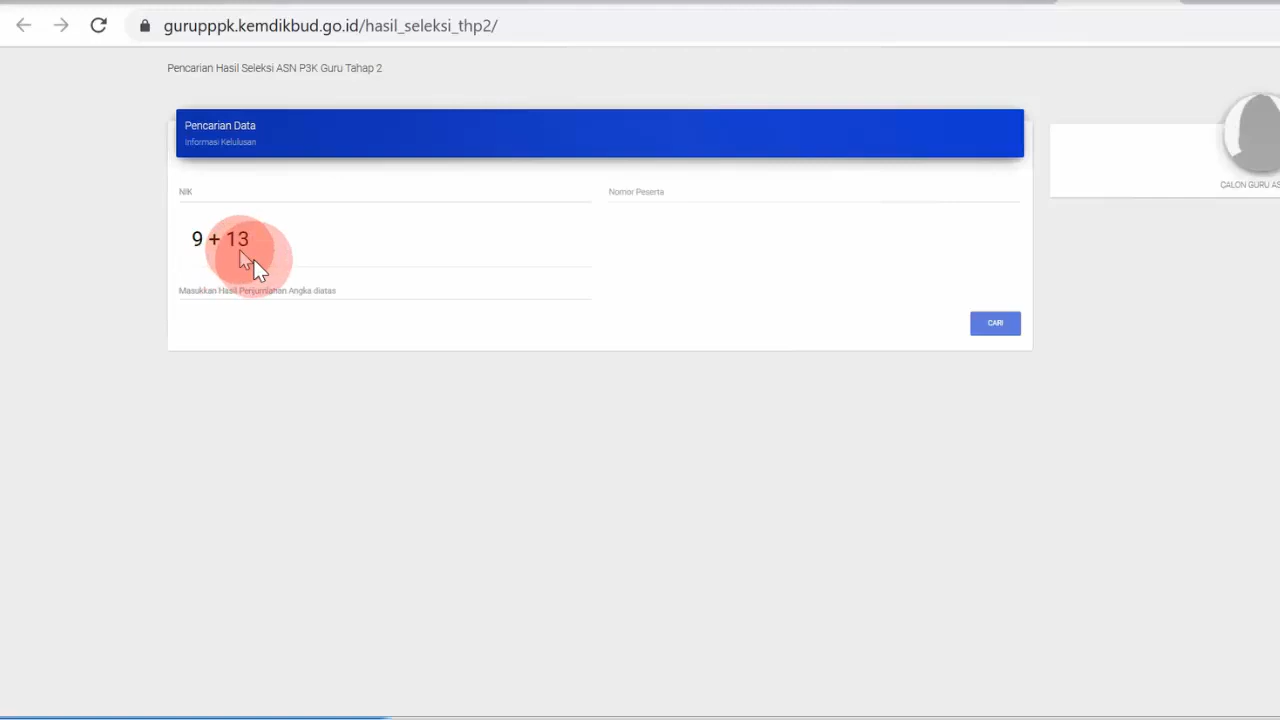 gurupppk.kemdikbud.go.id/hasil_seleksi_thp2/
Pencarian Hasil Seleksi ASN P3K Guru Tahap 2
Pencarian Data
Informasi Kelulusan
NIK
Nomor Peserta
CALON GURU AS
9 + 13
Masukkan Hasil Penjumlahan Angka diatas
CARI